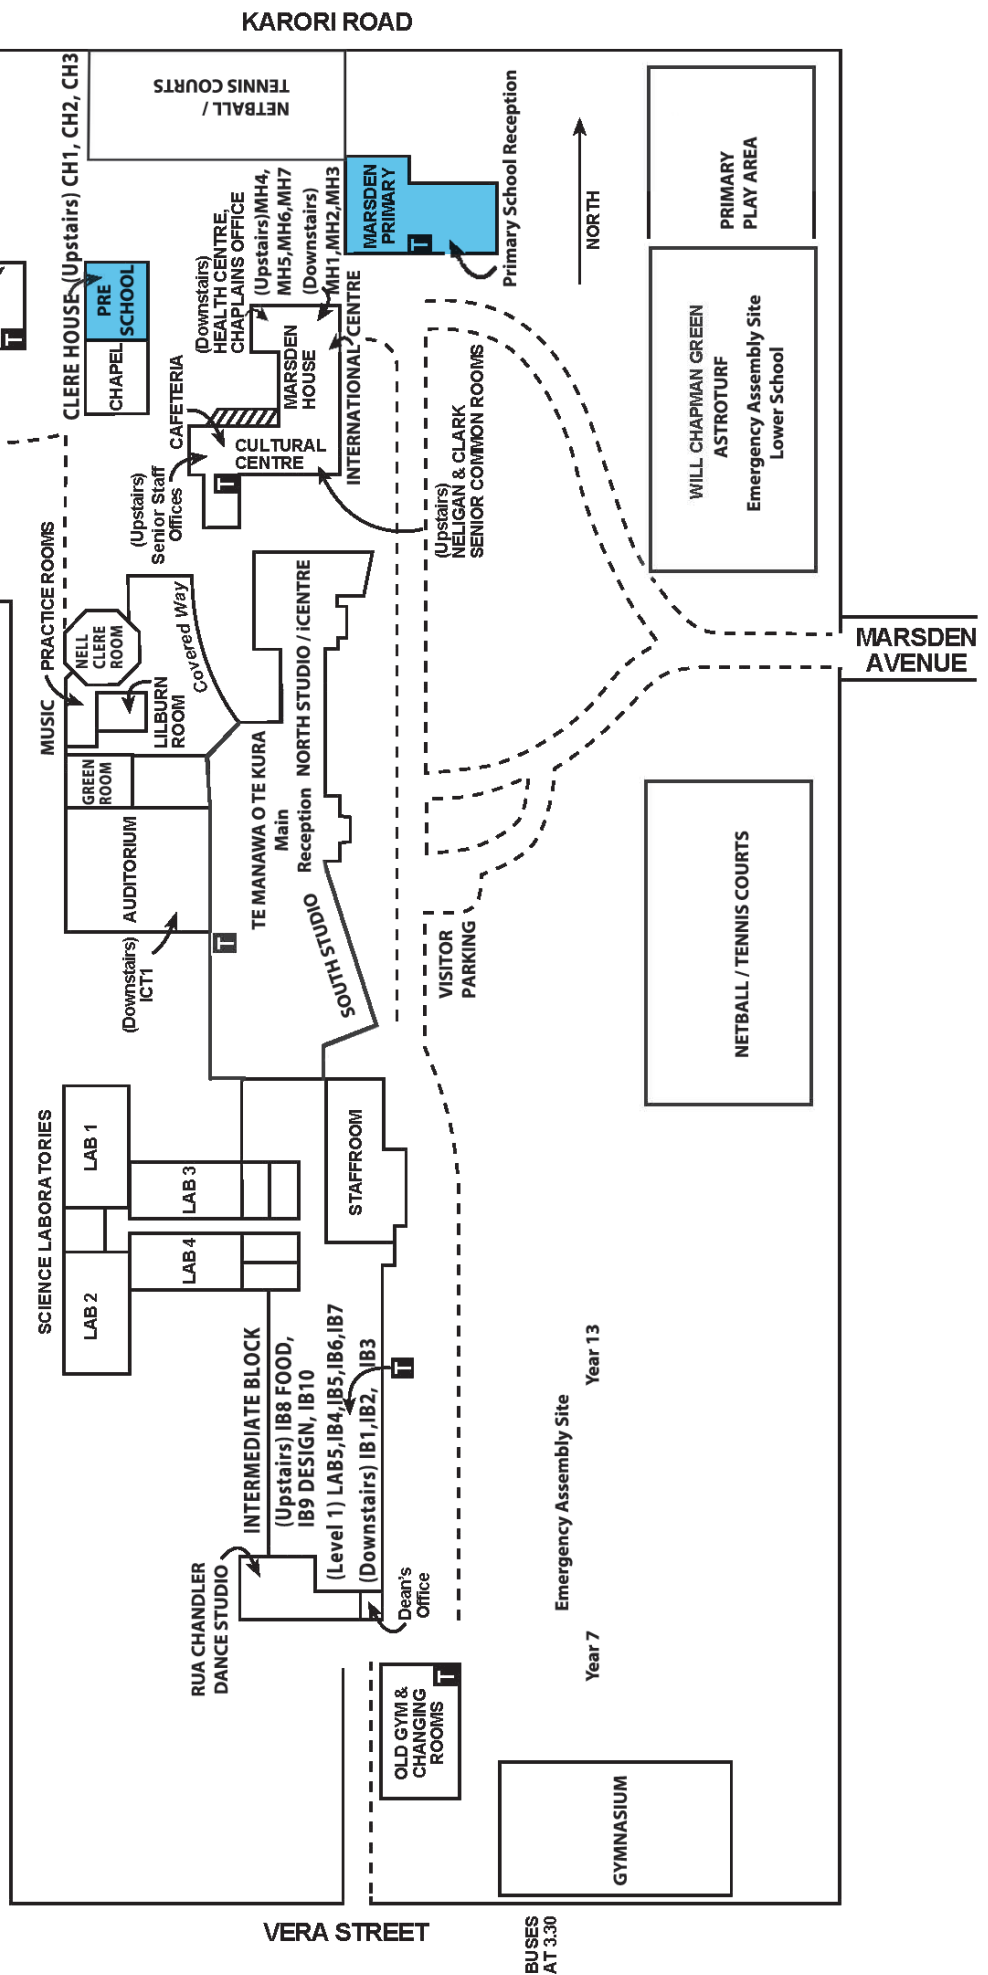 KARORI ROAD
NETBALL /
TENNIS COURTS
CLERE HOUSE (Upstairs) CH1, CH2, CH3
PRE
SCHOOL
CHAPEL
T
(Downstairs)
HEALTH CENTRE,
CHAPLAINS OFFICE
(Upstairs)MH4,
MH5,MH6,MH7
(Downstairs)
MH1,MH2,MH3
MARSDEN
PRIMARY
T
Primary School Reception
NORTH
PRIMARY
PLAY AREA
WILL CHAPMAN GREEN
ASTROTURF
Emergency Assembly Site
Lower School
MARSDEN
HOUSE
INTERNATIONAL CENTRE
CAFETERIA
CULTURAL
CENTRE
T
(Upstairs)
Senior Staff
Offices
(Upstairs)
NELIGAN & CLARK
SENIOR COMMON ROOMS
MARSDEN
AVENUE
MUSIC PRACTICE ROOMS
NELL
CLERE
ROOM
Covered Way
LILBURN
ROOM
GREEN
ROOM
AUDITORIUM
(Downstairs)
ICT1
T
TE MANAWA O TE KURA
Main
Reception
NORTH STUDIO / iCENTRE
SOUTH STUDIO
VISITOR
PARKING
NETBALL / TENNIS COURTS
SCIENCE LABORATORIES
LAB 1
LAB 2
LAB 3
LAB 4
STAFFROOM
INTERMEDIATE BLOCK
(Upstairs) IB8 FOOD,
IB9 DESIGN, IB10
(Level 1) LAB5,IB4,IB5,IB6,IB7
(Downstairs) IB1,IB2, IB3
T
RUA CHANDLER
DANCE STUDIO
Dean's
Office
Year 7
Emergency Assembly Site
Year 13
OLD GYM &
CHANGING
ROOMS
T
GYMNASIUM
VERA STREET
BUSES
AT 3.30